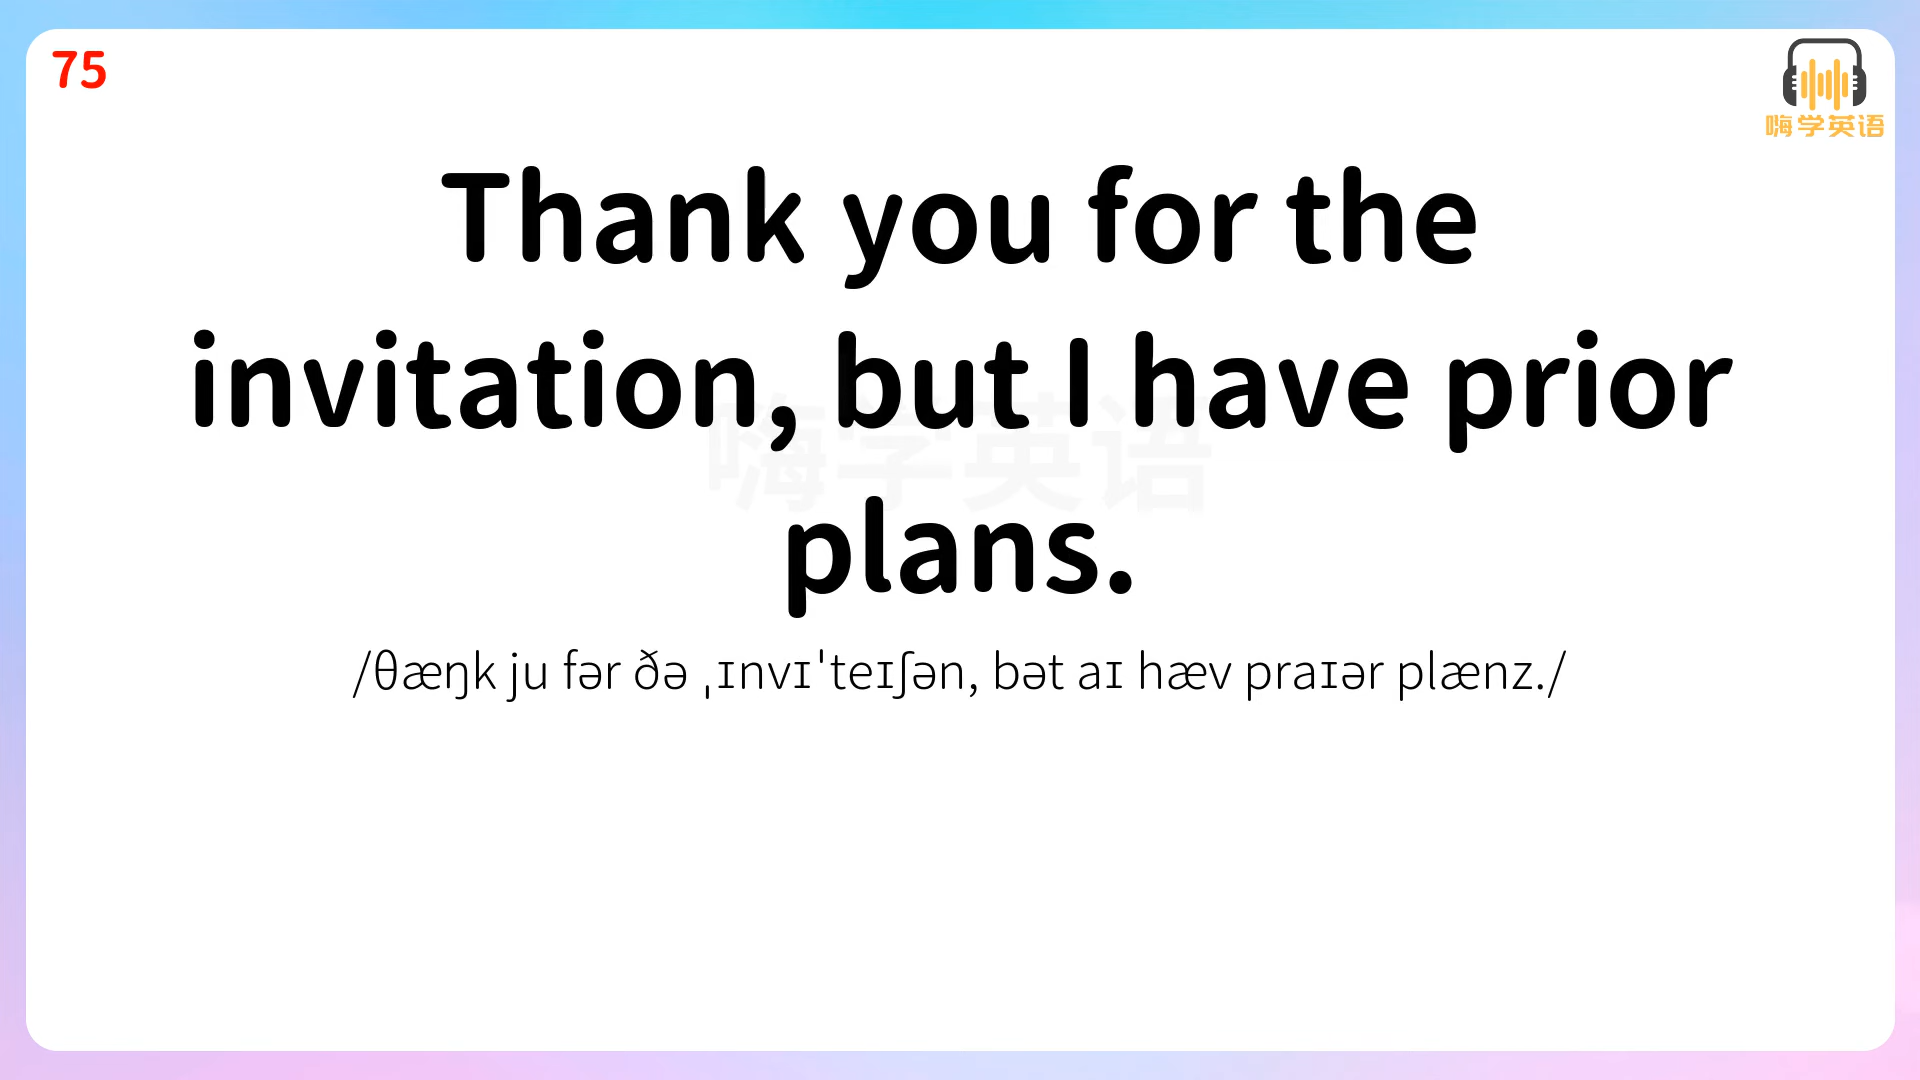 75
嗨学英语
Thank you for the
invitation, but I have prior
plans.
嗨学英语
/θæŋk ju fər ðə ˌɪnvɪˈteɪʃən, bət aɪ hæv praɪər plænz./